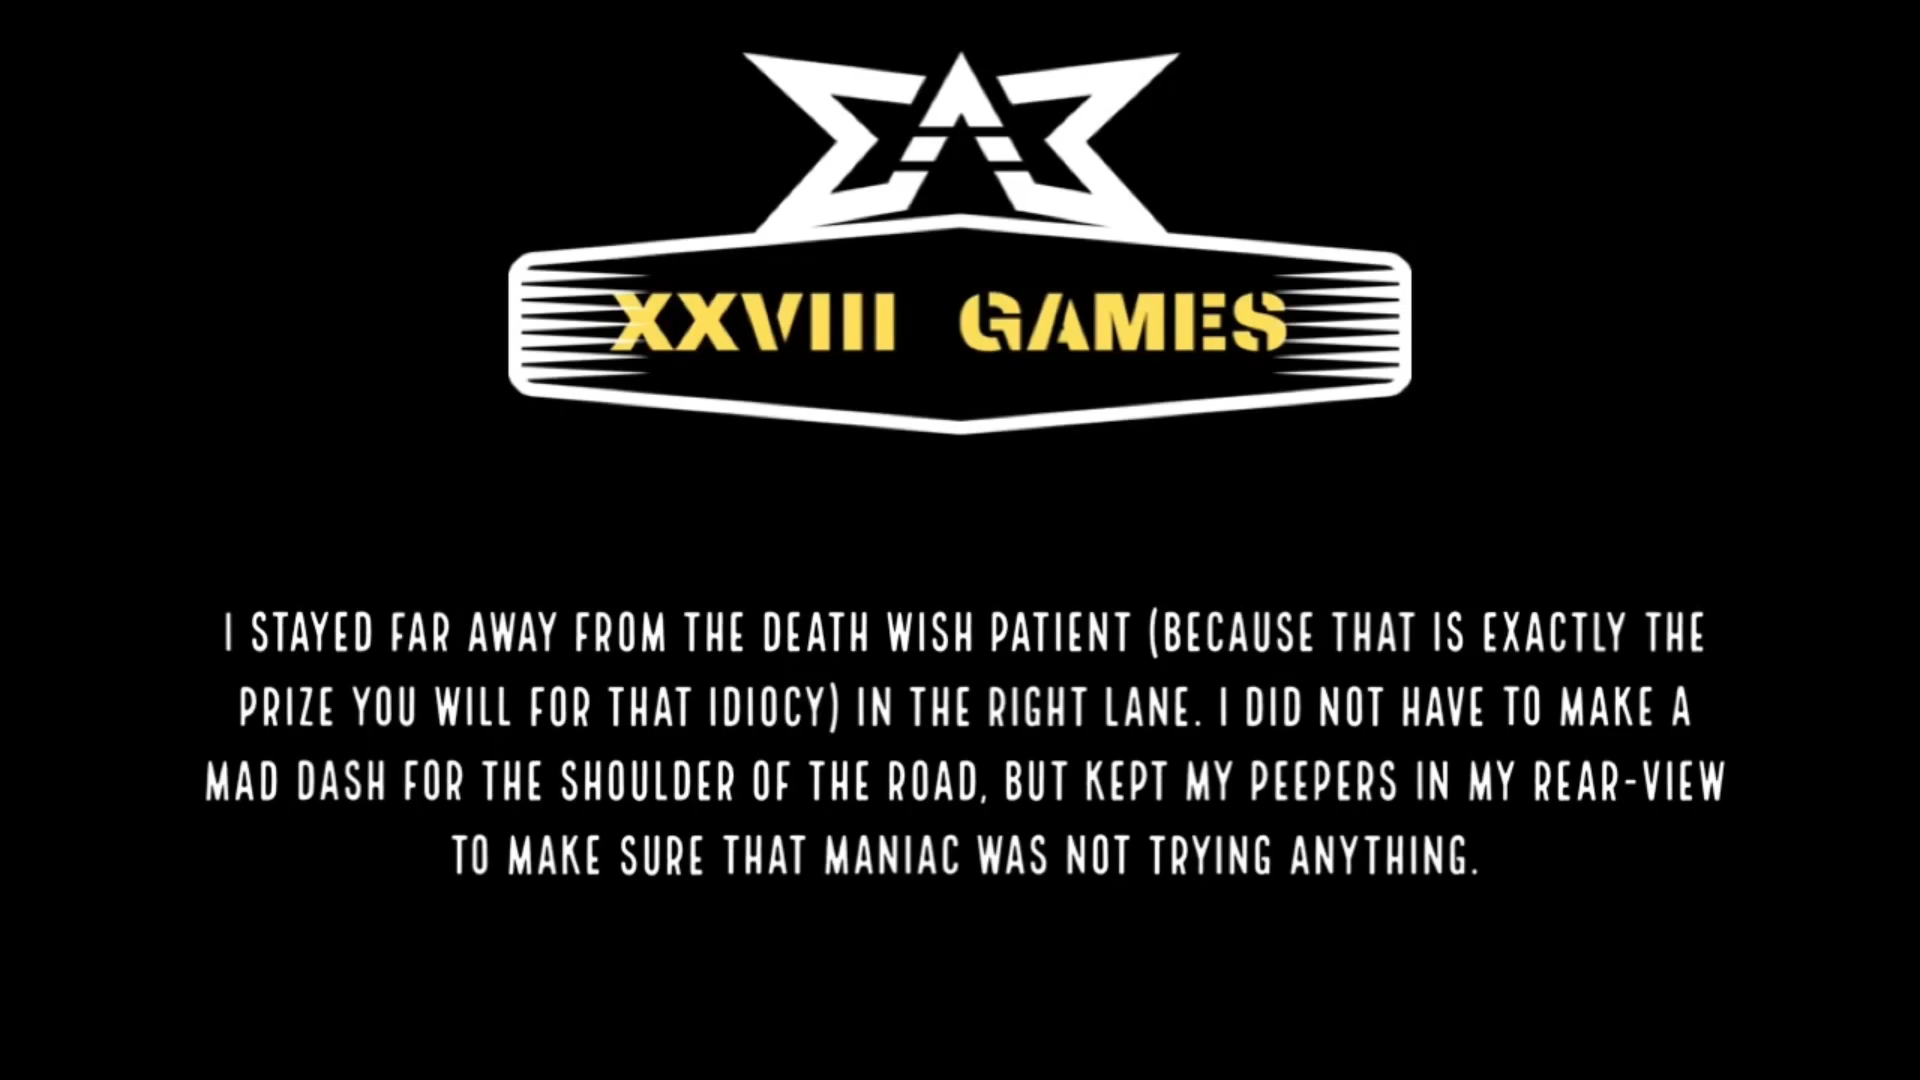 XXVIII GAMES
I STAYED FAR AWAY FROM THE DEATH WISH PATIENT (BECAUSE THAT IS EXACTLY THE
PRIZE YOU WILL FOR THAT IDIOCY) IN THE RIGHT LANE. I DID NOT HAVE TO MAKE A
MAD DASH FOR THE SHOULDER OF THE ROAD, BUT KEPT MY PEEPERS IN MY REAR-VIEW
TO MAKE SURE THAT MANIAC WAS NOT TRYING ANYTHING.